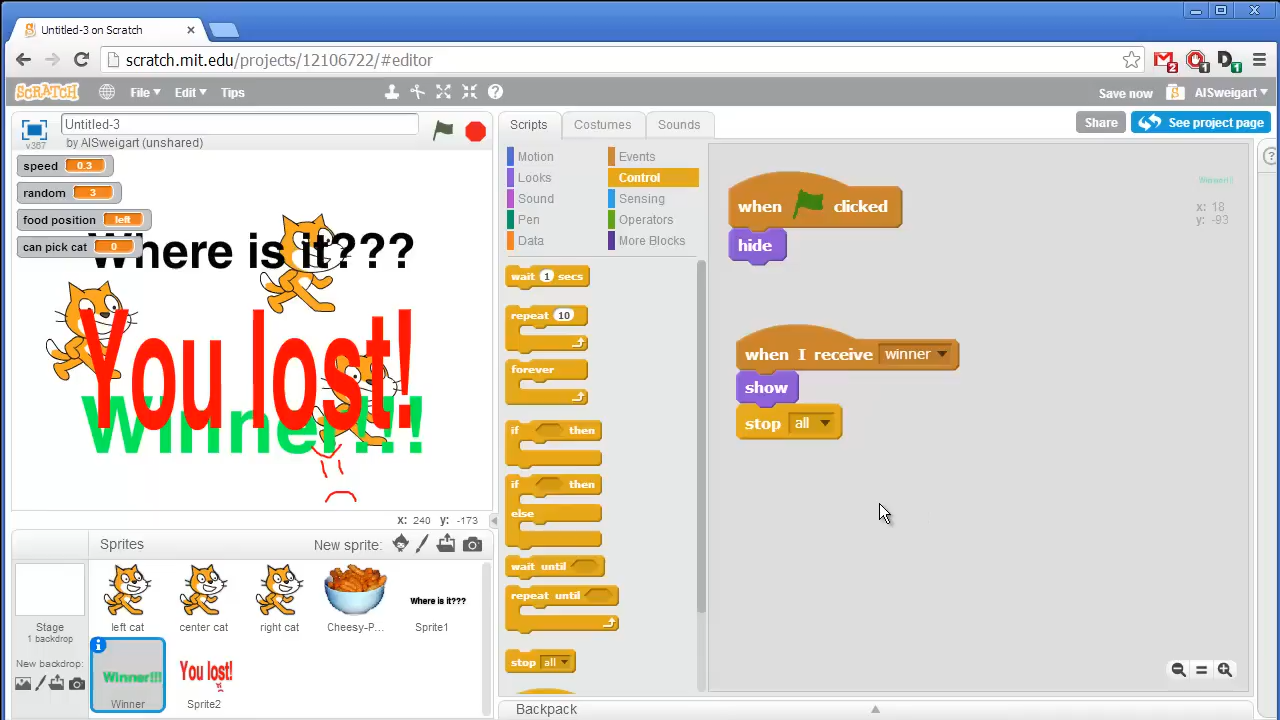 Untitled-3 on Scratch
scratch.mit.edu/projects/12106722/#editor
2 1 1
SCRATCH File Edit Tips Save now AlSweigart
Untitled-3
by AlSweigart (unshared)
v387
Scripts Costumes Sounds
Share See project page
speed 0.3
random 3
food position left
can pick cat 0
Where is it???
You lost!
Winner!!!
x: 240 y: -173
Motion Events
Looks Control
Sound Sensing
Pen Operators
Data More Blocks
wait 1 secs
repeat 10
forever
if then
if then
else
wait until
repeat until
stop all
when clicked
hide
when I receive winner
show
stop all
Winner!!!
x: 18
y: -93
?
Sprites New sprite:
Stage
1 backdrop
New backdrop:
left cat
center cat
right cat
Cheesy-P...
Where is it???
Sprite1
Winner!!!
Winner
You lost!
Sprite2
Backpack